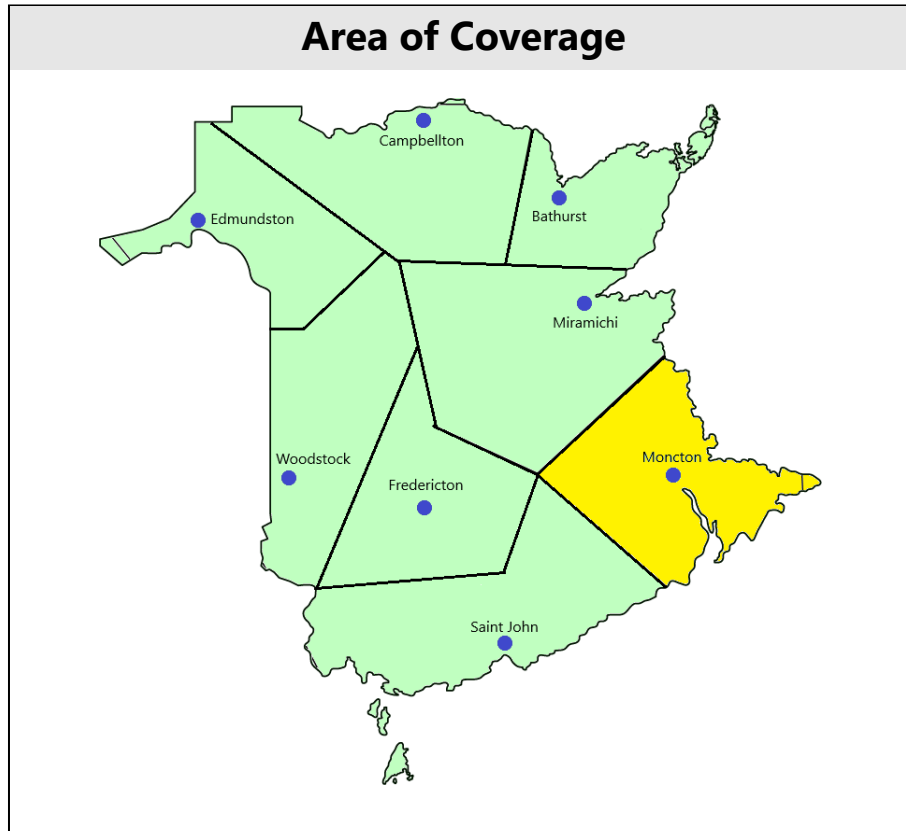 Area of Coverage
Campbellton
Edmundston
Bathurst
Miramichi
Woodstock
Moncton
Fredericton
Saint John